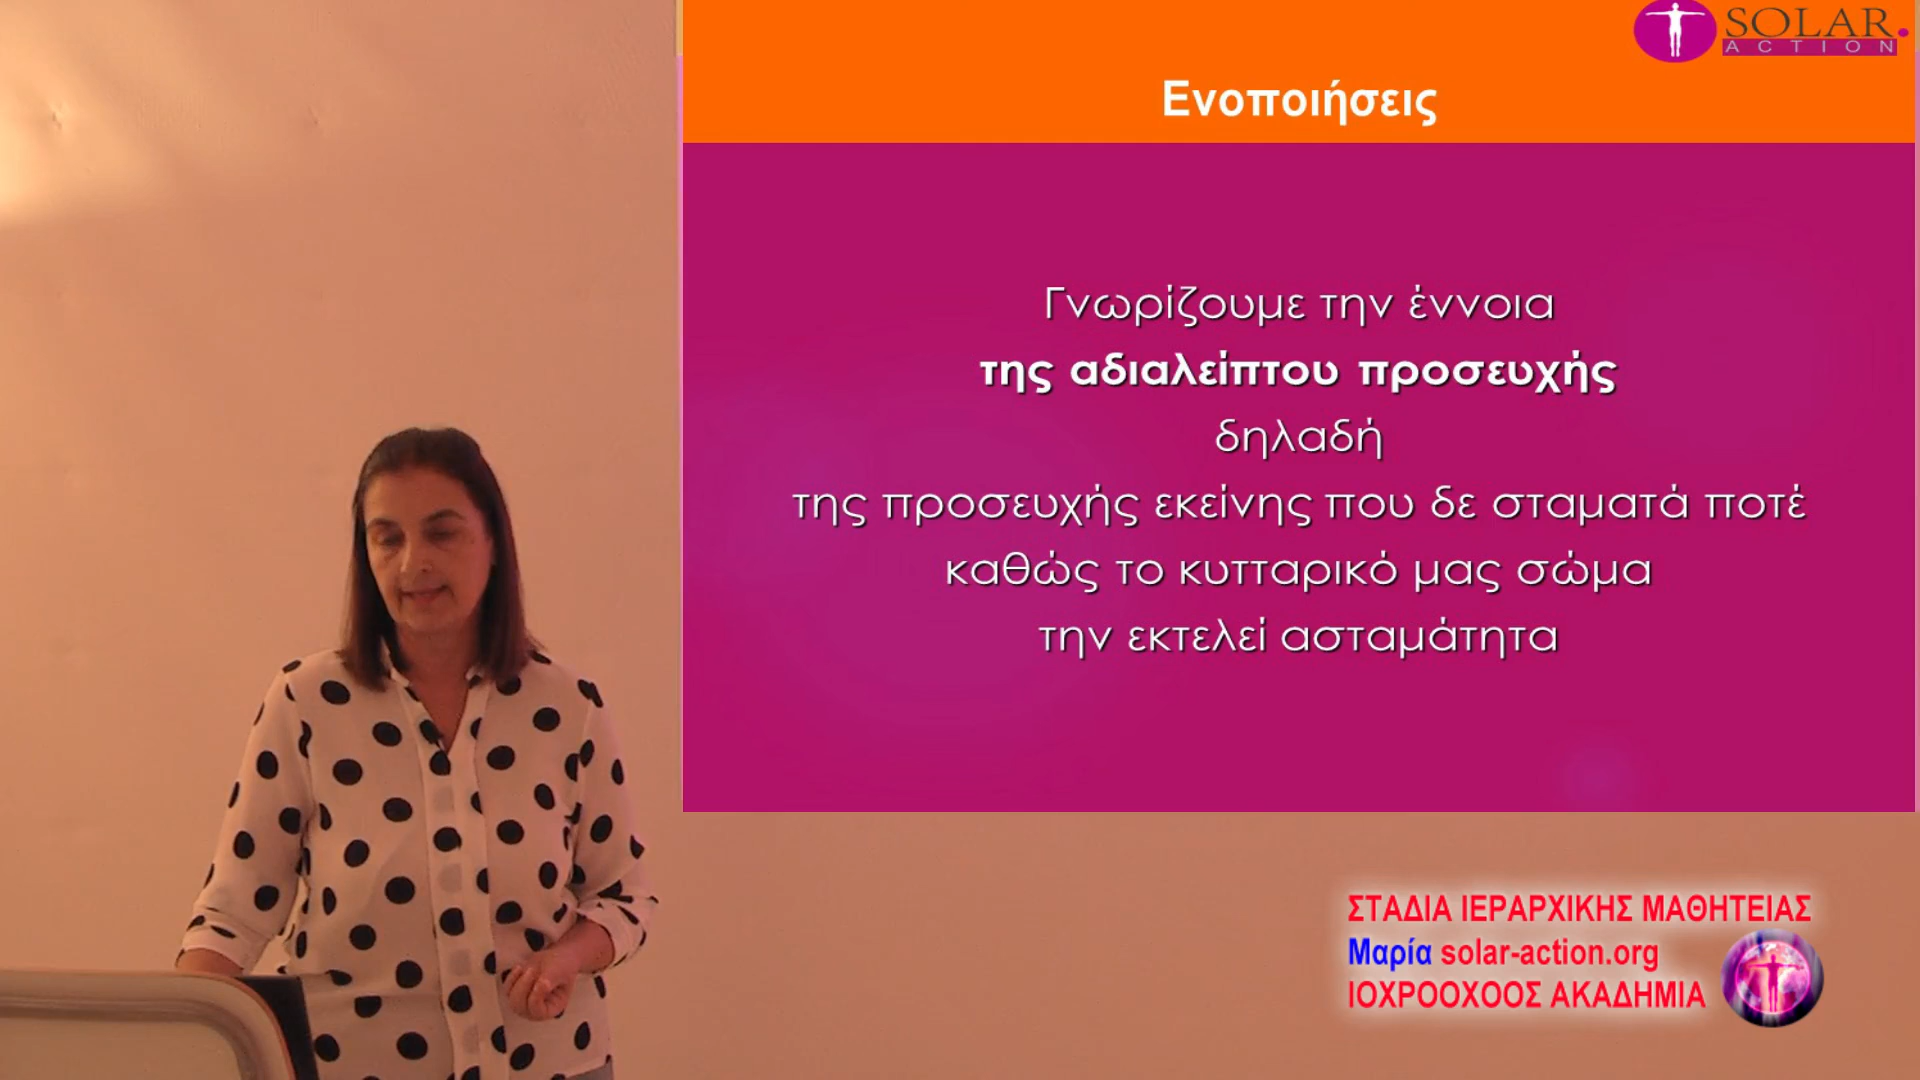 SOLAR.
ACTION
Ενοποιήσεις
Γνωρίζουμε την έννοια
της αδιαλείπτου προσευχής
δηλαδή
της προσευχής εκείνης που δε σταματά ποτέ
καθώς το κυτταρικό μας σώμα
την εκτελεί ασταμάτητα
ΣΤΑΔΙΑ ΙΕΡΑΡΧΙΚΗΣ ΜΑΘΗΤΕΙΑΣ
Μαρία solar-action.org
ΙΟΧΡΟΟΧΟΟΣ ΑΚΑΔΗΜΙΑ